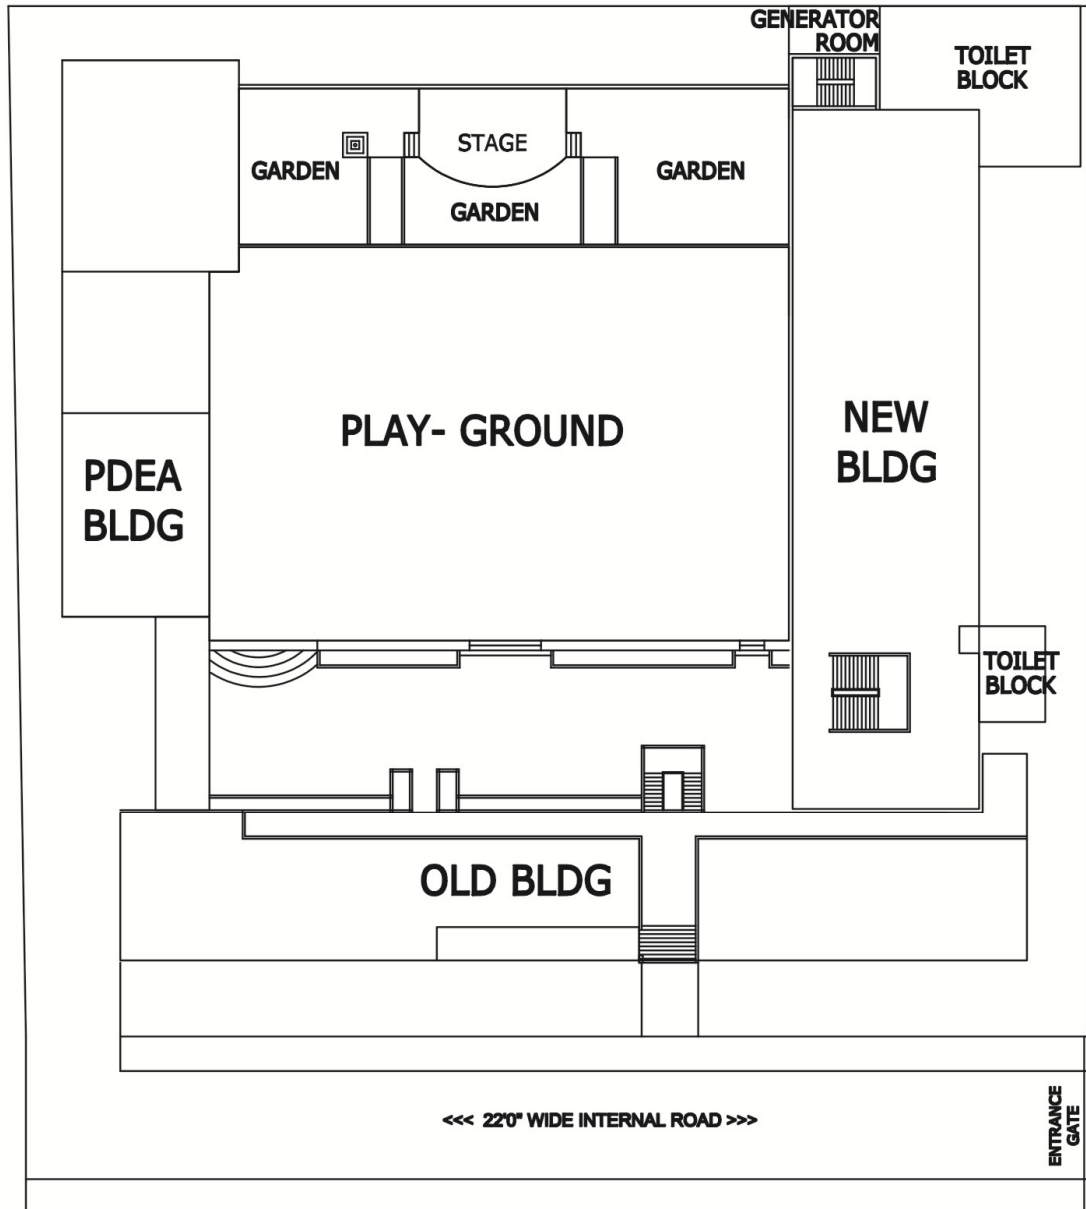 GENERATOR
ROOM
TOILET
BLOCK
STAGE
GARDEN
GARDEN
GARDEN
PLAY- GROUND
NEW
BLDG
PDEA
BLDG
TOILET
BLOCK
OLD BLDG
<<< 22'0" WIDE INTERNAL ROAD >>>
ENTRANCE
GATE